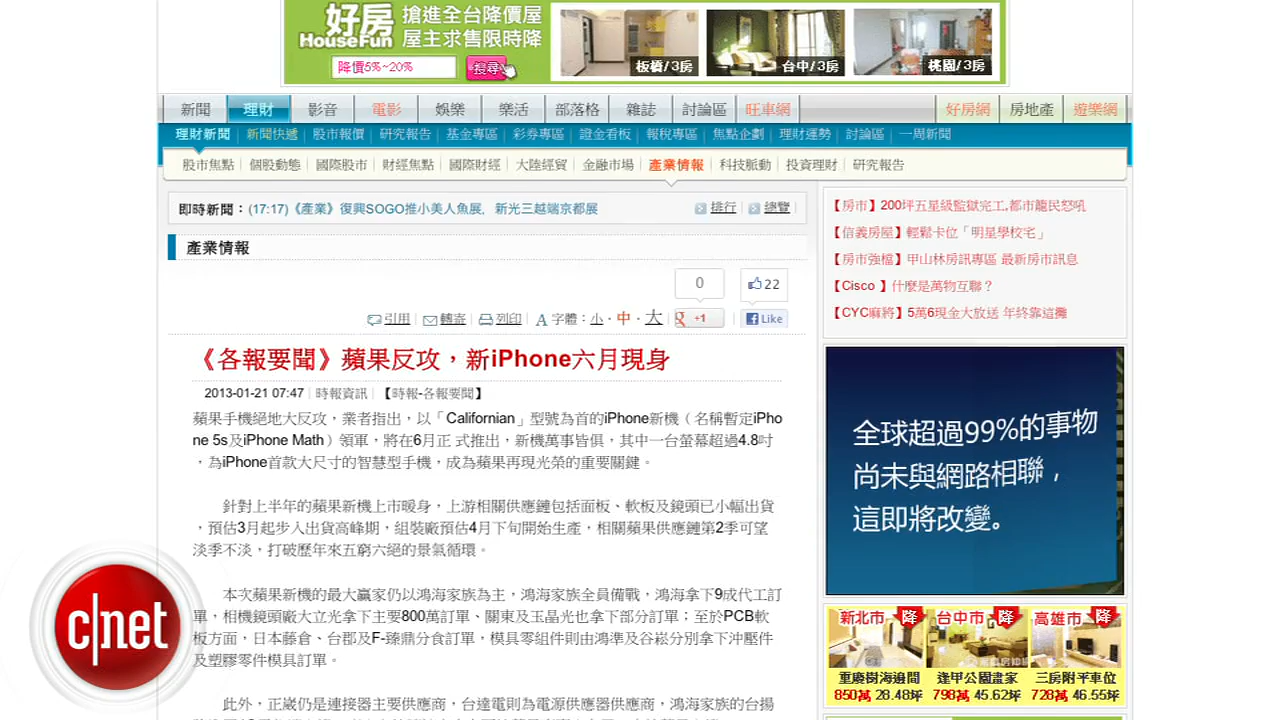 好房 HouseFun
搶進全台降價屋
屋主求售限時降
降價5%~20% 搜尋
板橋/3房 台中/3房 桃園/3房
新聞 理財 影音 電影 娛樂 樂活 部落格 雜誌 討論區 旺車網 好房網 房地產 遊樂網
理財新聞 新聞快遞 股市報價 研究報告 基金專區 彩券專區 證金看板 報稅專區 焦點企劃 理財運勢 討論區 一周新聞
股市焦點 個股動態 國際股市 財經焦點 國際財經 大陸經貿 金融市場 產業情報 科技脈動 投資理財 研究報告
即時新聞：(17:17)《產業》復興SOGO推小美人魚展，新光三越端京都展 排行 總覽
產業情報
0 22
引用 轉寄 列印 A 字體：小．中．大 +1 Like
《各報要聞》蘋果反攻，新iPhone六月現身
2013-01-21 07:47 時報資訊 【時報-各報要聞】
蘋果手機絕地大反攻，業者指出，以「Californian」型號為首的iPhone新機（名稱暫定iPho
ne 5s及iPhone Math）領軍，將在6月正 式推出，新機萬事皆俱，其中一台螢幕超過4.8吋
，為iPhone首款大尺寸的智慧型手機，成為蘋果再現光榮的重要關鍵。
針對上半年的蘋果新機上市暖身，上游相關供應鏈包括面板、軟板及鏡頭已小幅出貨
，預估3月起步入出貨高峰期，組裝廠預估4月下旬開始生產，相關蘋果供應鏈第2季可望
淡季不淡，打破歷年來五窮六絕的景氣循環。
本次蘋果新機的最大贏家仍以鴻海家族為主，鴻海家族全員備戰，鴻海拿下9成代工訂
單，相機鏡頭廠大立光拿下主要800萬訂單、關東及玉晶光也拿下部分訂單；至於PCB軟
板方面，日本藤倉、台郡及F-臻鼎分食訂單，模具零組件則由鴻準及谷崧分別拿下沖壓件
及塑膠零件模具訂單。
此外，正崴仍是連接器主要供應商，台達電則為電源供應器供應商，鴻海家族的台揚
【房市】200坪五星級監獄完工,都市龍民怒吼
【信義房屋】輕鬆卡位「明星學校宅」
【房市強檔】甲山林房訊專區 最新房市訊息
【Cisco 】什麼是萬物互聯？
【CYC麻將】5萬6現金大放送 年終靠這攤
全球超過99%的事物
尚未與網路相聯，
這即將改變。
新北市 降 台中市 降 高雄市 降
重慶樹海邊間 逢甲公園畫家 三房附平車位
850萬 28.48坪 798萬 45.62坪 728萬 46.55坪
c|net